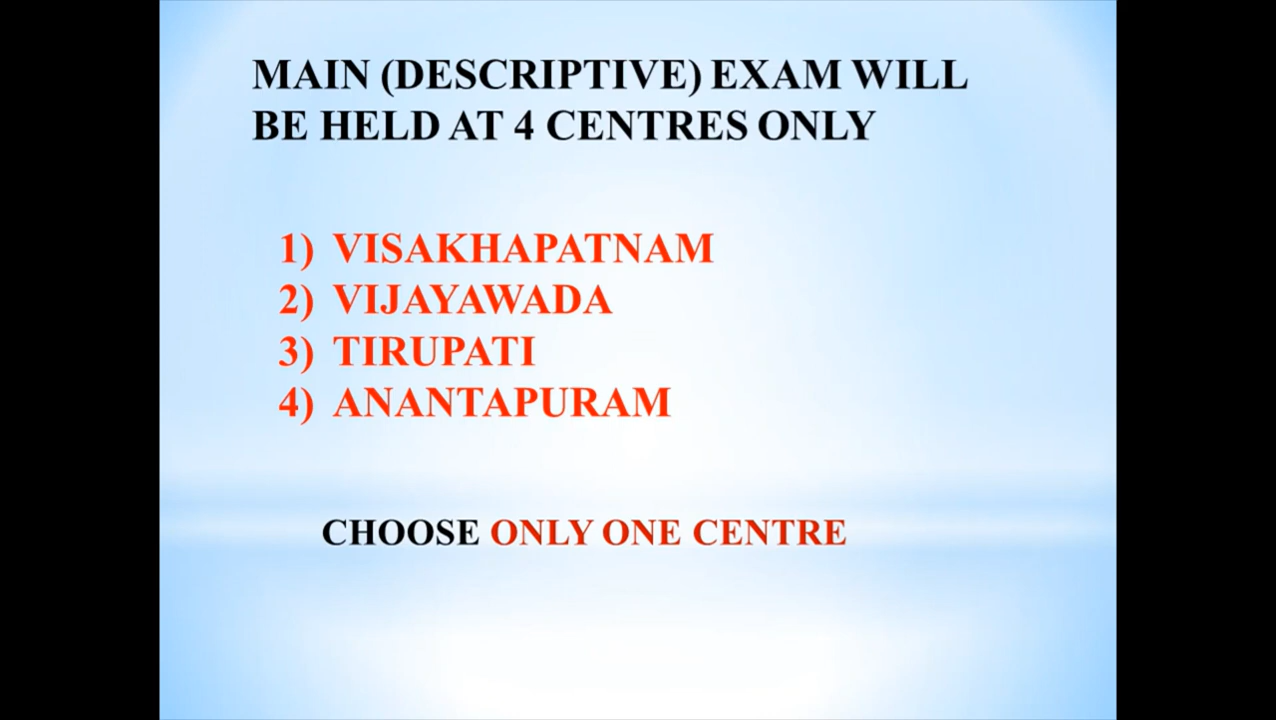 MAIN (DESCRIPTIVE) EXAM WILL
BE HELD AT 4 CENTRES ONLY
1) VISAKHAPATNAM
2) VIJAYAWADA
3) TIRUPATI
4) ANANTAPURAM
CHOOSE ONLY ONE CENTRE